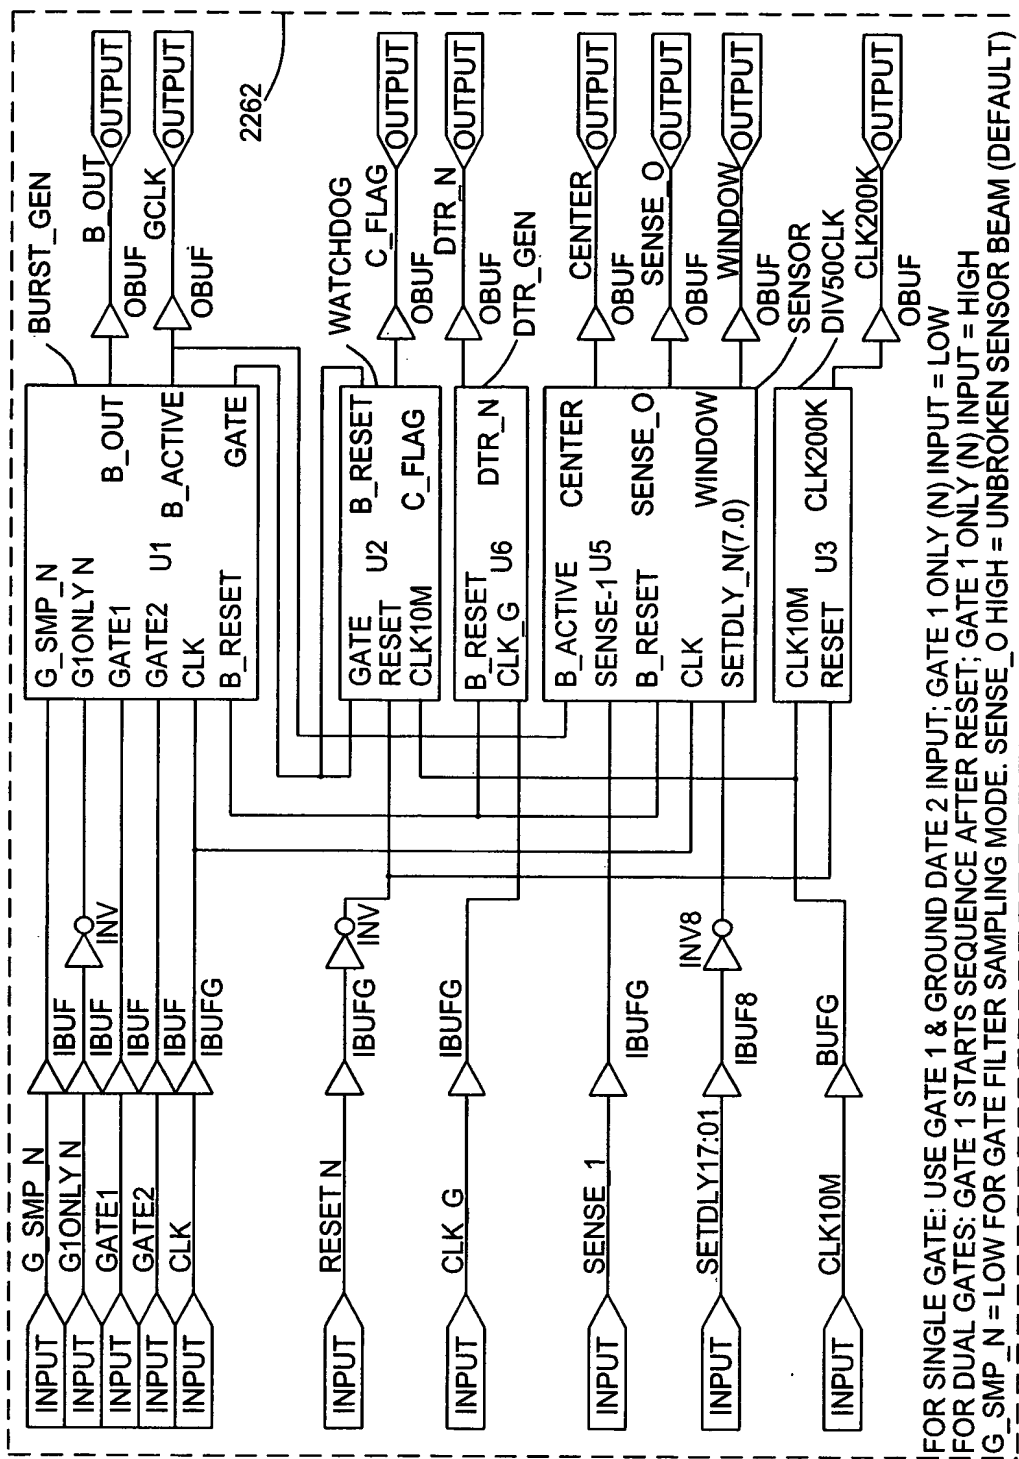 2262
BURST_GEN
WATCHDOG
DTR_GEN
SENSOR
DIV50CLK
INPUT G_SMP_N IBUF G_SMP_N
INPUT G1ONLY N IBUF INV G1ONLY N
INPUT GATE1 IBUF GATE1
INPUT GATE2 IBUF GATE2
INPUT CLK IBUFG CLK
B_RESET
U1
B_OUT OBUF B_OUT OUTPUT
B_ACTIVE OBUF GCLK OUTPUT
GATE
INPUT RESET N IBUFG INV
GATE
RESET
CLK10M
U2
B_RESET
C_FLAG OBUF C_FLAG OUTPUT
INPUT CLK G IBUFG
B_RESET
CLK_G
U6
DTR_N OBUF DTR_N OUTPUT
INPUT SENSE_1 IBUFG
B_ACTIVE
SENSE-1
U5
B_RESET
CLK
SETDLY_N(7.0)
CENTER OBUF CENTER OUTPUT
SENSE_O OBUF SENSE_O OUTPUT
WINDOW OBUF WINDOW OUTPUT
INPUT SETDLY17:01 IBUF8 INV8
INPUT CLK10M BUFG
CLK10M
RESET
U3
CLK200K OBUF CLK200K OUTPUT
FOR SINGLE GATE: USE GATE 1 & GROUND DATE 2 INPUT; GATE 1 ONLY (N) INPUT = LOW
FOR DUAL GATES: GATE 1 STARTS SEQUENCE AFTER RESET; GATE 1 ONLY (N) INPUT = HIGH
G_SMP_N = LOW FOR GATE FILTER SAMPLING MODE. SENSE_O HIGH = UNBROKEN SENSOR BEAM (DEFAULT)